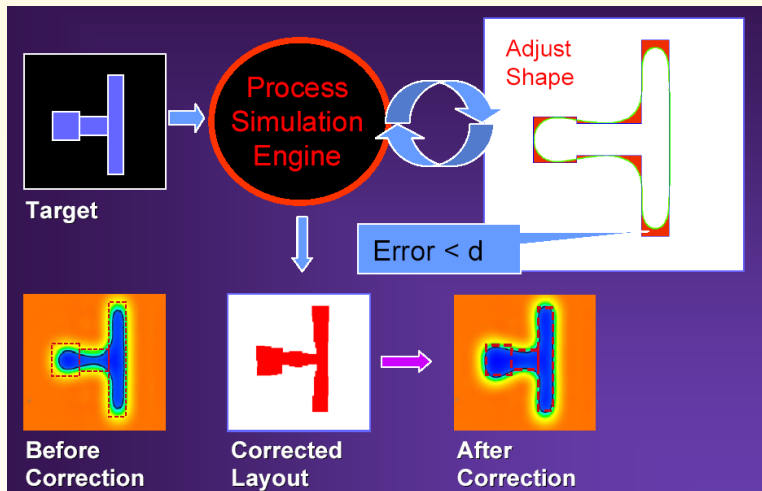 Process
Simulation
Engine
Adjust
Shape
Target
Error < d
Before
Correction
Corrected
Layout
After
Correction